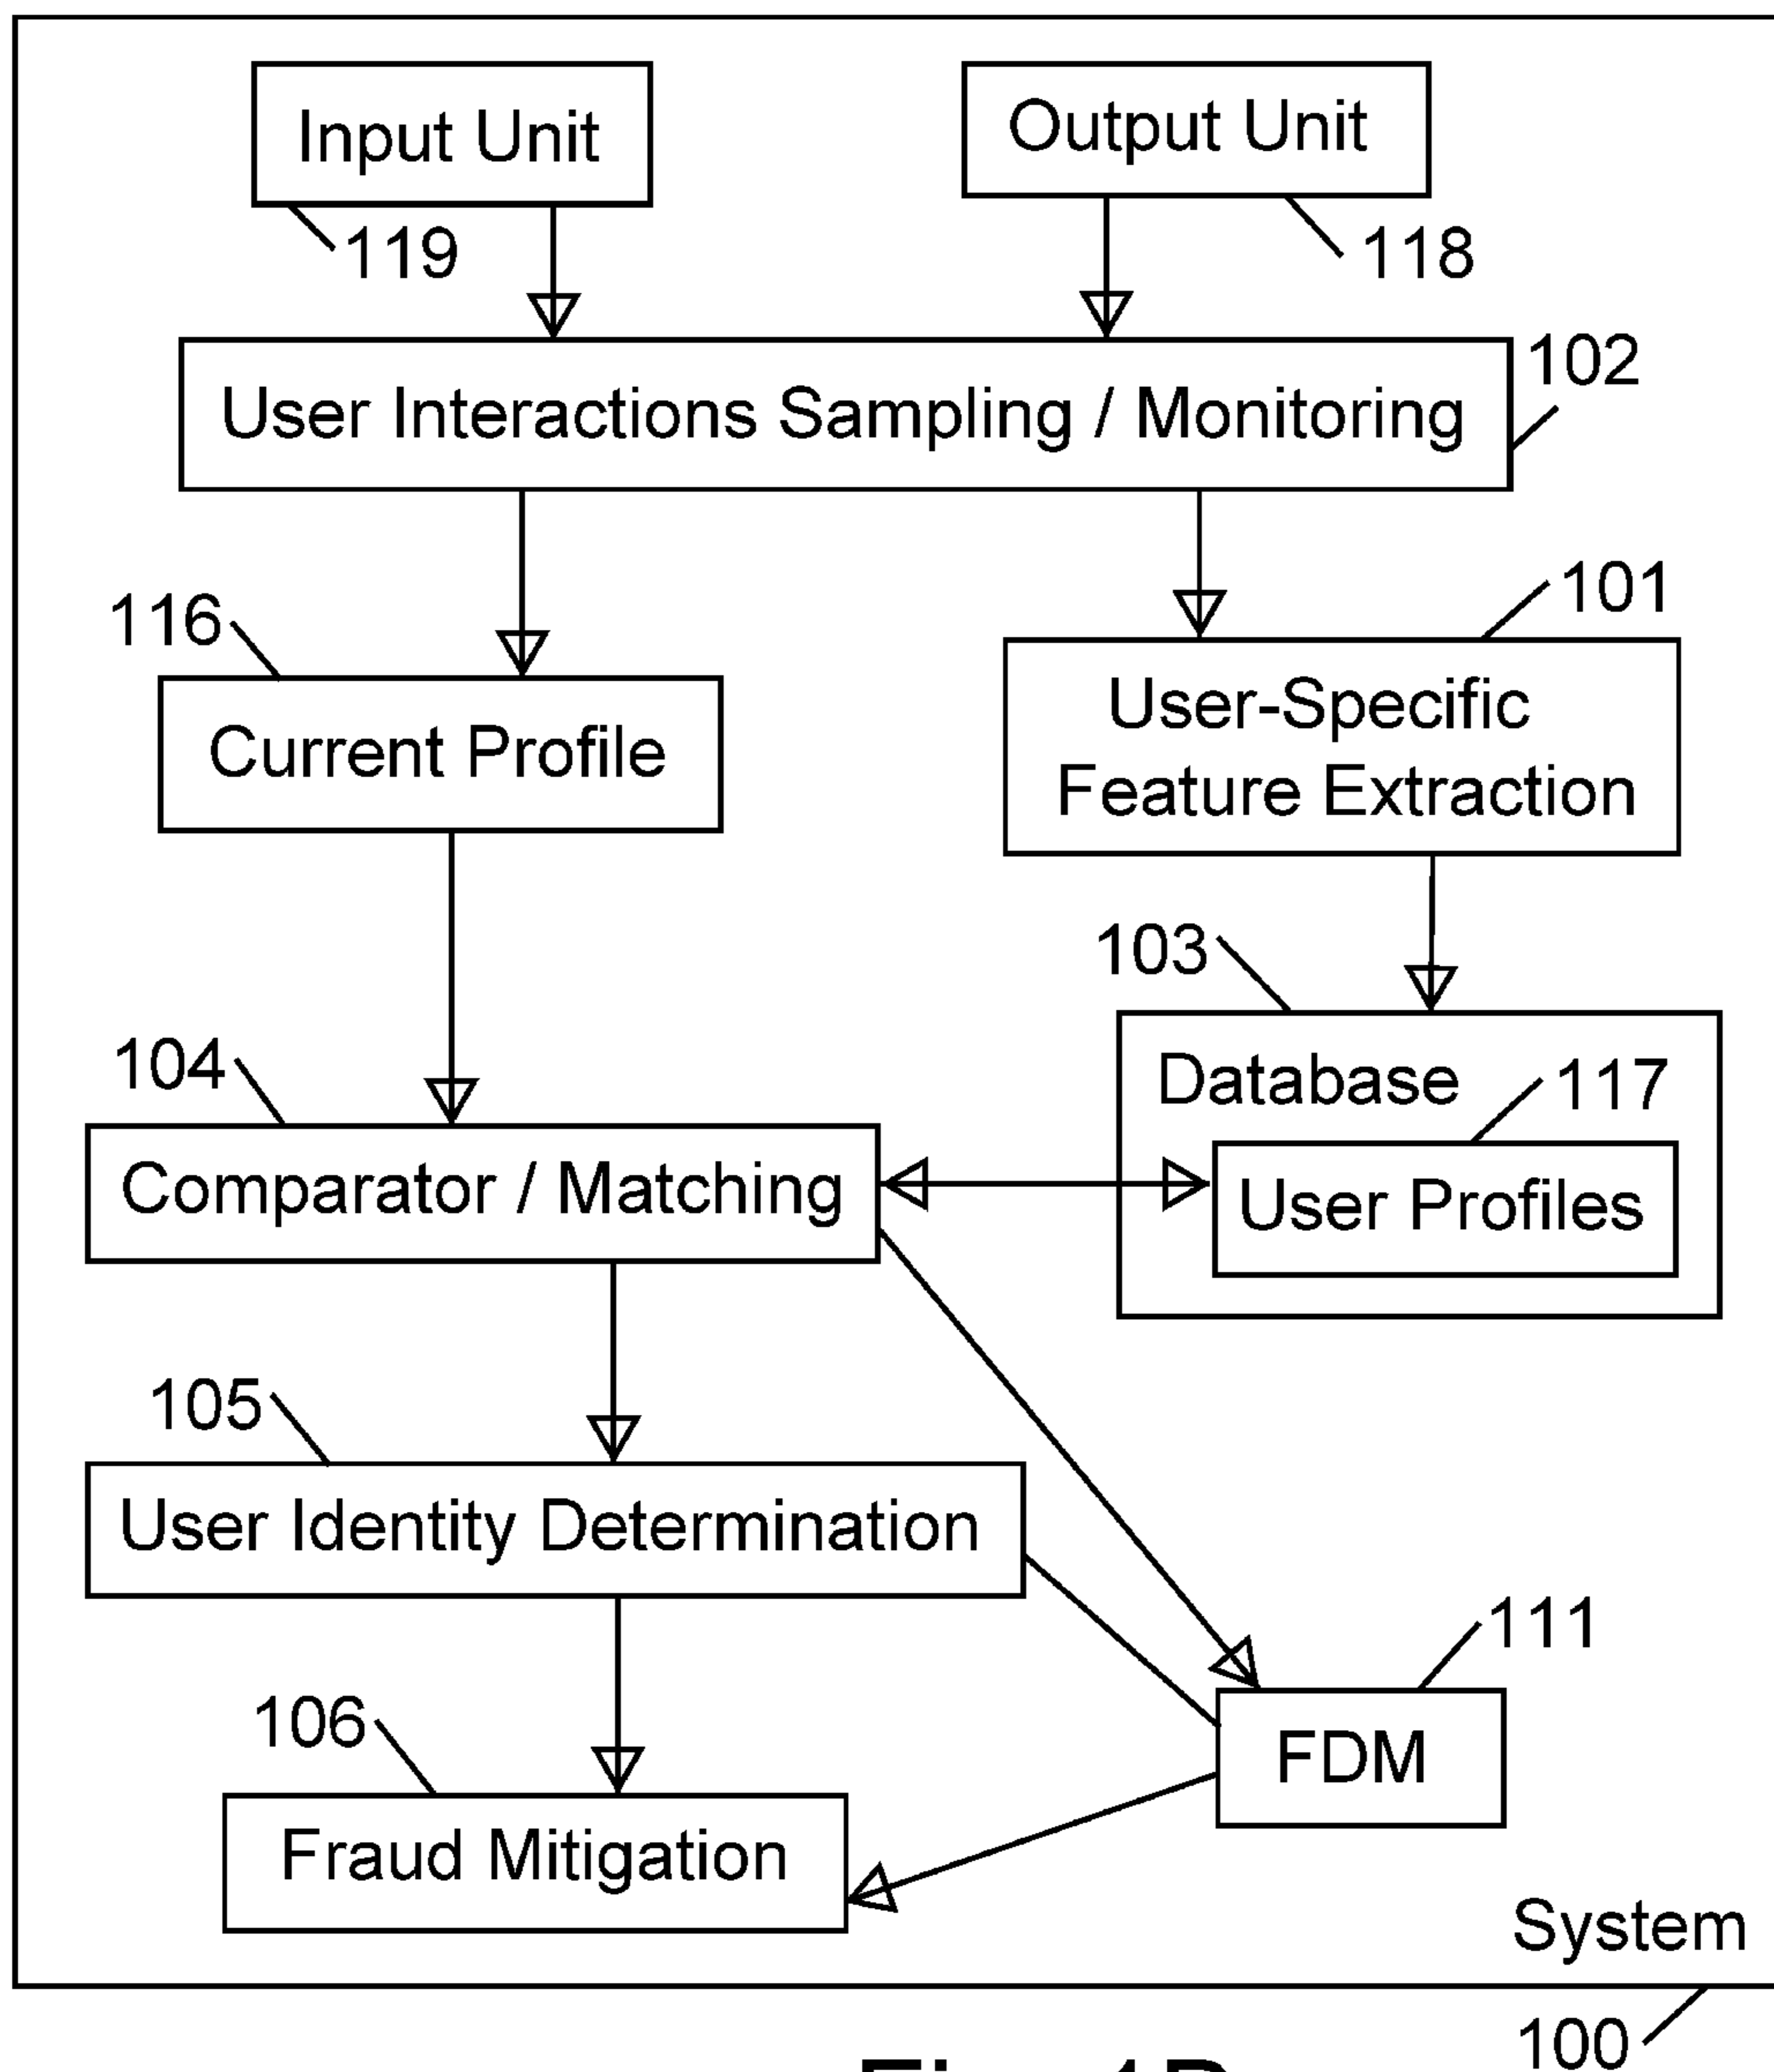 Input Unit
Output Unit
119
118
102
User Interactions Sampling / Monitoring
101
116
User-Specific
Feature Extraction
Current Profile
103
104
Database
117
Comparator / Matching
User Profiles
105
User Identity Determination
111
106
FDM
Fraud Mitigation
System
100